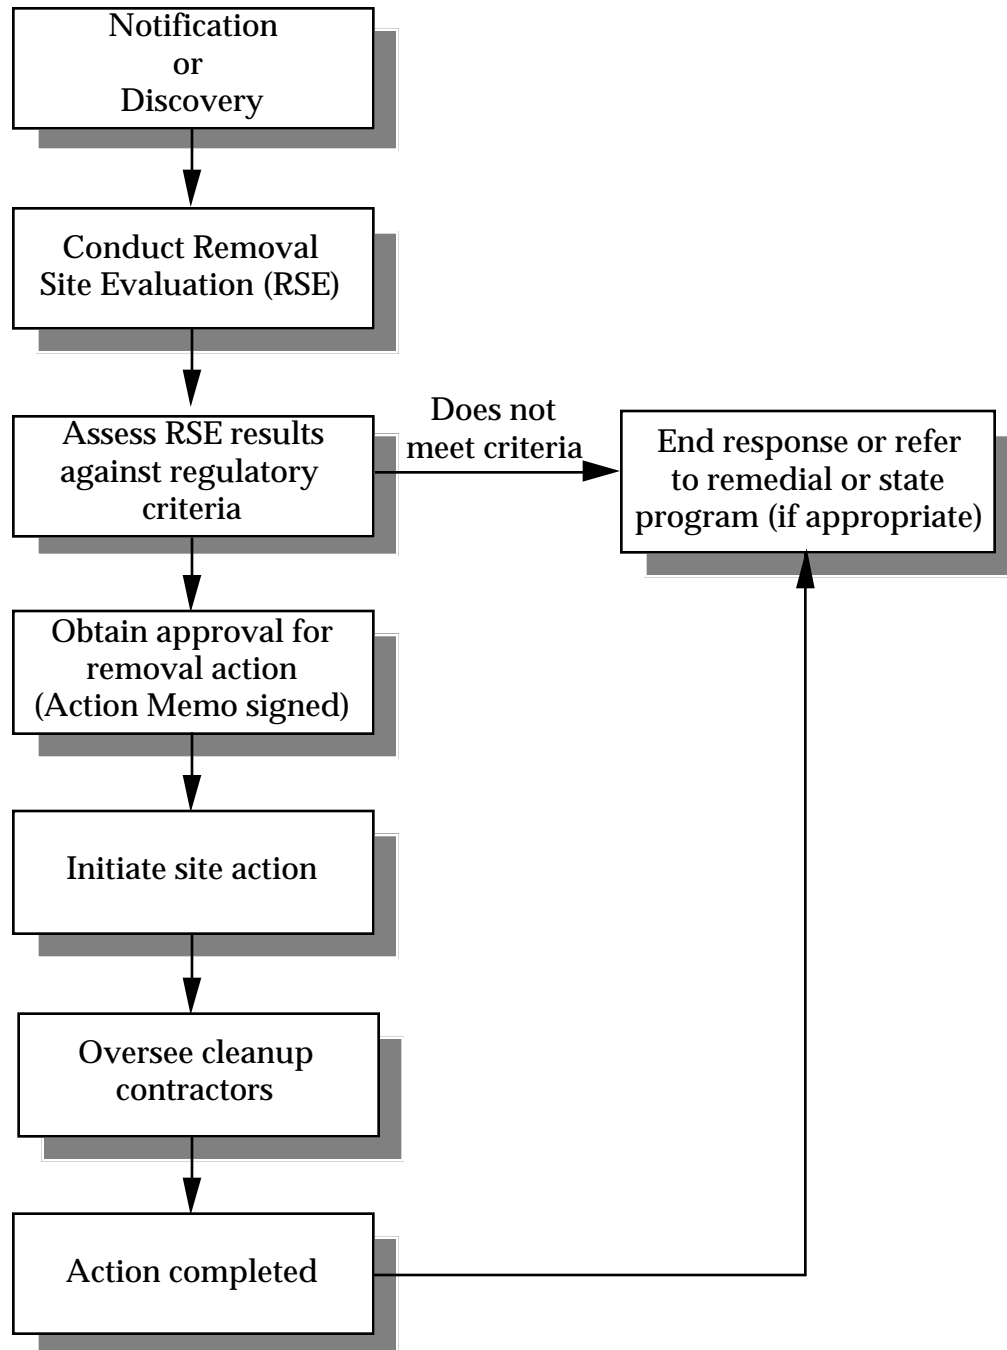 Notification
or
Discovery
Conduct Removal
Site Evaluation (RSE)
Assess RSE results
against regulatory
criteria
Does not
meet criteria
End response or refer
to remedial or state
program (if appropriate)
Obtain approval for
removal action
(Action Memo signed)
Initiate site action
Oversee cleanup
contractors
Action completed